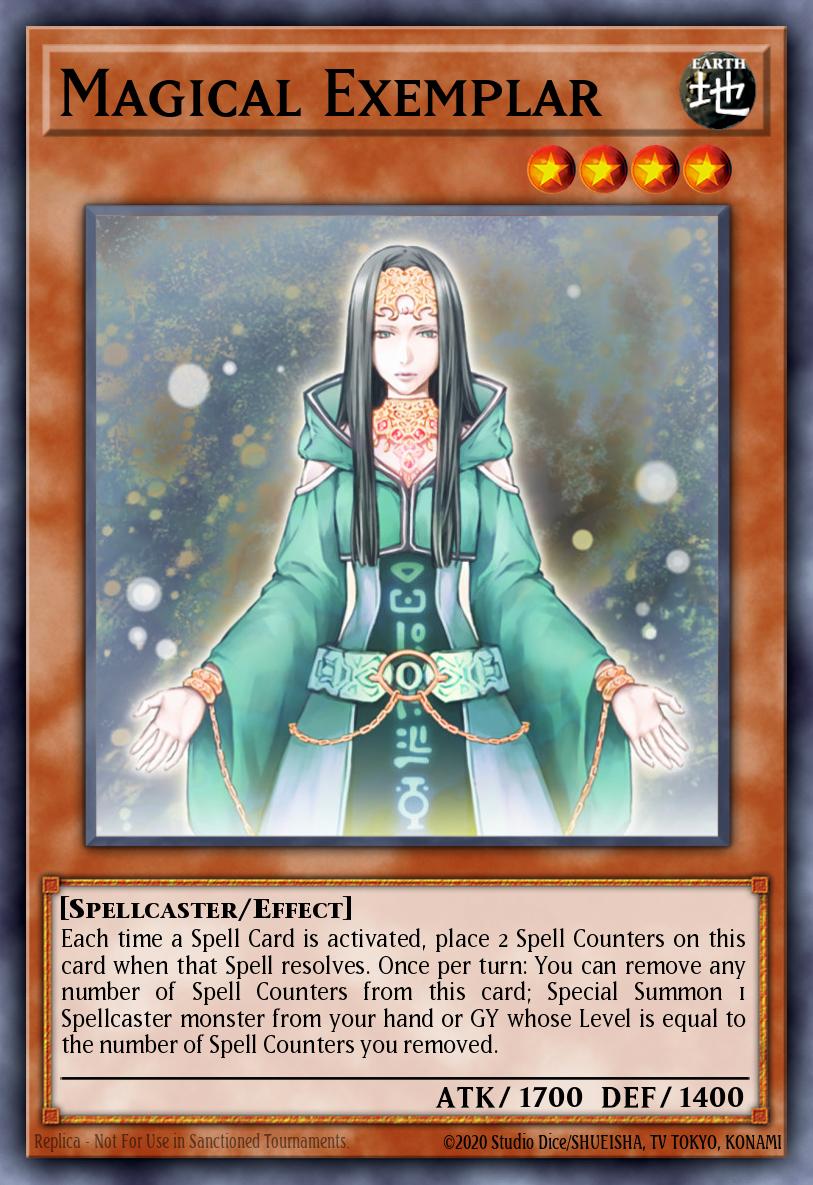 Magical Exemplar
EARTH
地
[Spellcaster/Effect]
Each time a Spell Card is activated, place 2 Spell Counters on this
card when that Spell resolves. Once per turn: You can remove any
number of Spell Counters from this card; Special Summon 1
Spellcaster monster from your hand or GY whose Level is equal to
the number of Spell Counters you removed.
ATK/ 1700 DEF/ 1400
Replica - Not For Use in Sanctioned Tournaments.
©2020 Studio Dice/SHUEISHA, TV TOKYO, KONAMI